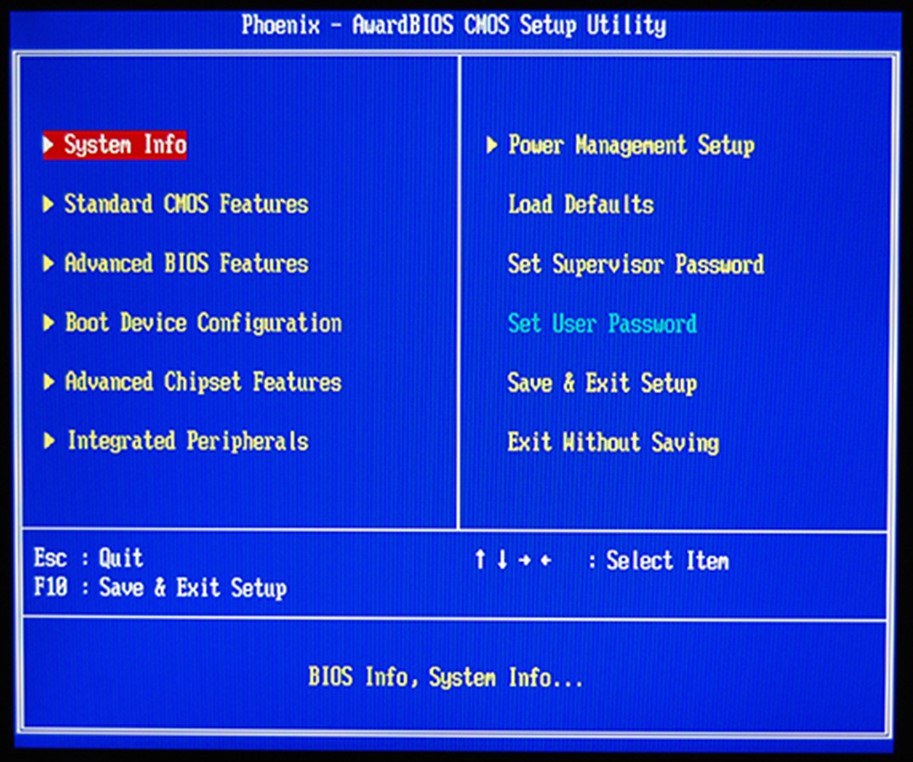 Phoenix - AwardBIOS CMOS Setup Utility
▶ System Info
▶ Standard CMOS Features
▶ Advanced BIOS Features
▶ Boot Device Configuration
▶ Advanced Chipset Features
▶ Integrated Peripherals
▶ Power Management Setup
Load Defaults
Set Supervisor Password
Set User Password
Save & Exit Setup
Exit Without Saving
Esc : Quit
F10 : Save & Exit Setup
↑ ↓ → ← : Select Item
BIOS Info, System Info...